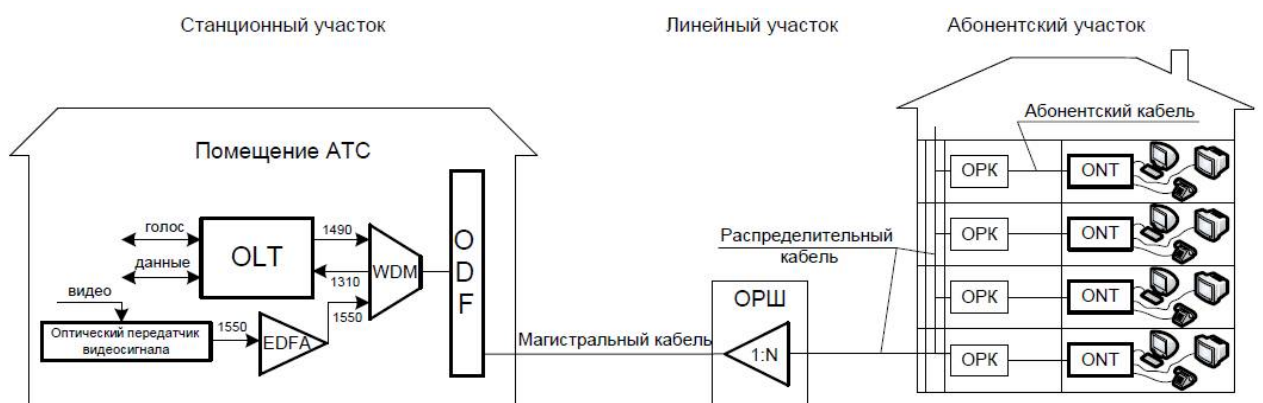 Станционный участок
Линейный участок
Абонентский участок
Помещение АТС
голос
данные
видео
OLT
1490
1310
1550
WDM
O
D
F
Оптический передатчик
видеосигнала
1550
EDFA
Магистральный кабель
ОРШ
1:N
Распределительный
кабель
Абонентский кабель
ОРК
ONT
ОРК
ONT
ОРК
ONT
ОРК
ONT